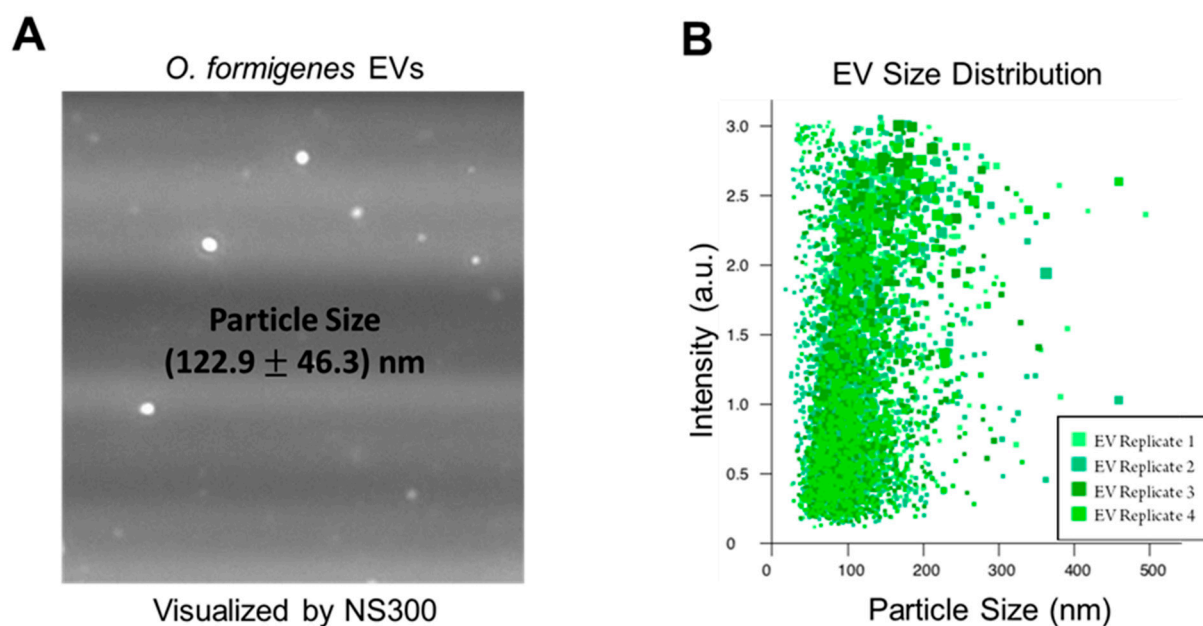 A
O. formigenes EVs
Particle Size
(122.9 ± 46.3) nm
Visualized by NS300
B
EV Size Distribution
Intensity (a.u.)
3.0
2.5
2.0
1.5
1.0
0.5
0
0 100 200 300 400 500
Particle Size (nm)
EV Replicate 1
EV Replicate 2
EV Replicate 3
EV Replicate 4